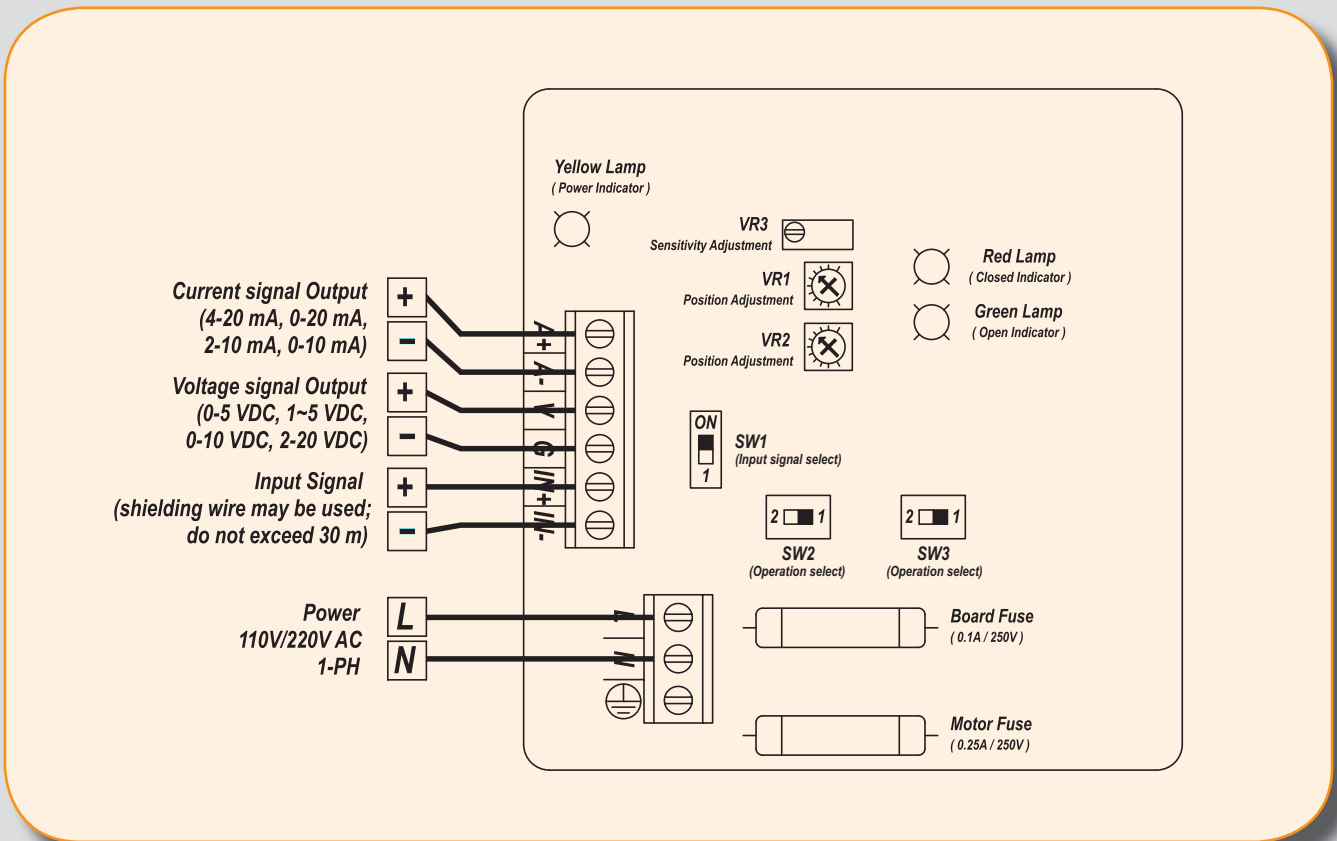 Yellow Lamp
( Power Indicator )
VR3
Sensitivity Adjustment
VR1
Position Adjustment
VR2
Position Adjustment
Red Lamp
( Closed Indicator )
Green Lamp
( Open Indicator )
Current signal Output
(4-20 mA, 0-20 mA,
2-10 mA, 0-10 mA)
+
-
A+
A-
Voltage signal Output
(0-5 VDC, 1~5 VDC,
0-10 VDC, 2-20 VDC)
+
-
V
G
Input Signal
(shielding wire may be used;
do not exceed 30 m)
+
-
IN+
IN-
ON
1
SW1
(Input signal select)
2 1
SW2
(Operation select)
2 1
SW3
(Operation select)
Power
110V/220V AC
1-PH
L
N
L
N
Board Fuse
( 0.1A / 250V )
Motor Fuse
( 0.25A / 250V )